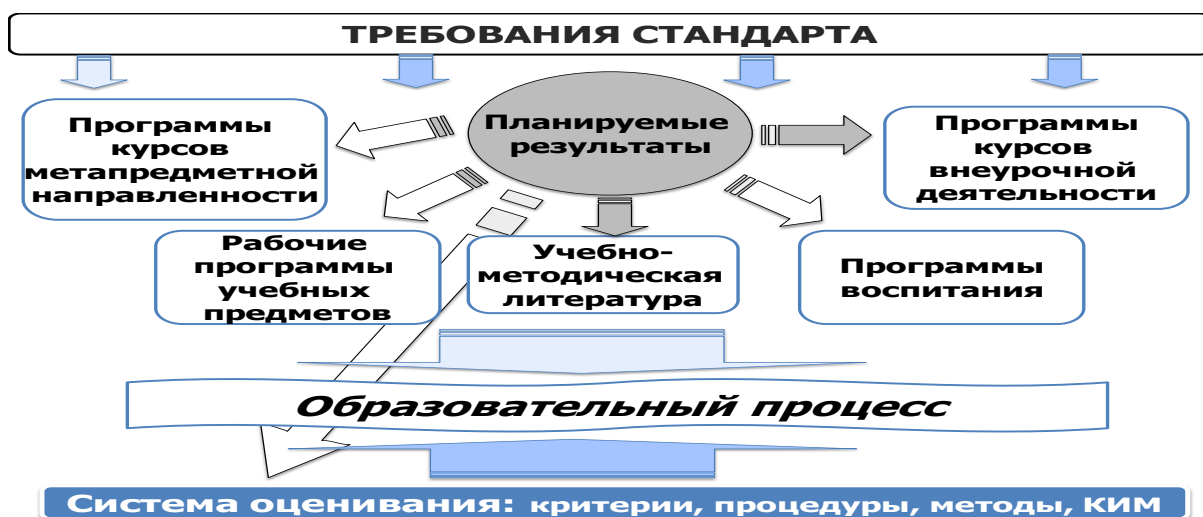 ТРЕБОВАНИЯ СТАНДАРТА
Планируемые
результаты
Программы
курсов
метапредметной
направленности
Программы
курсов
внеурочной
деятельности
Рабочие
программы
учебных
предметов
Учебно-
методическая
литература
Программы
воспитания
Образовательный процесс
Система оценивания: критерии, процедуры, методы, КИМ